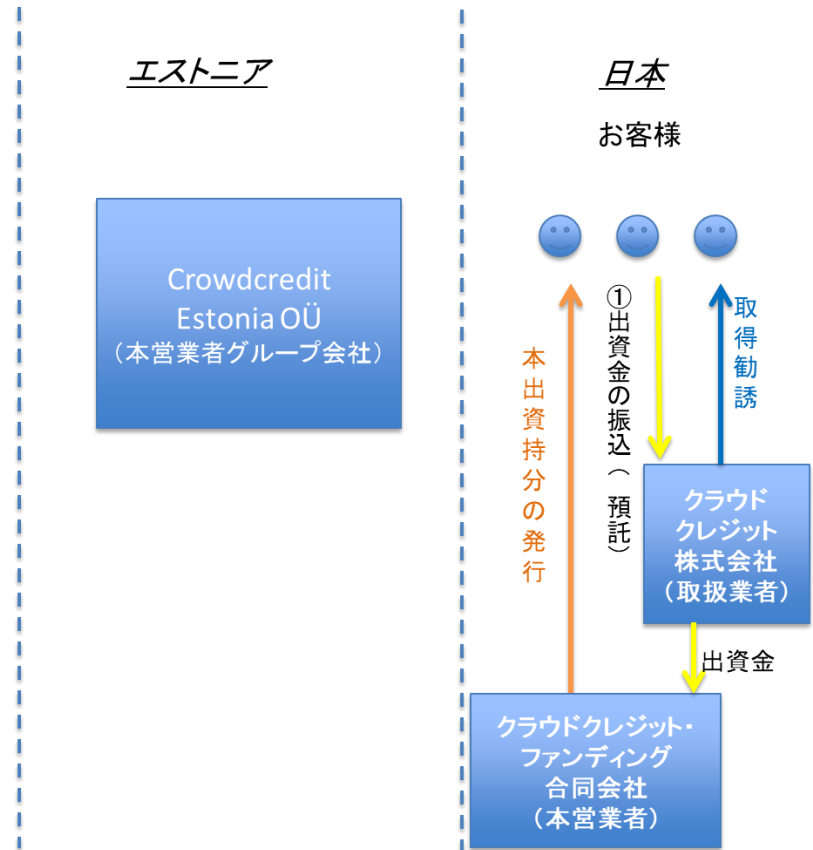 エストニア
日本
お客様
Crowdcredit
Estonia OÜ
（本営業者グループ会社）
本出資持分の発行
①出資金の振込（預託）
取得勧誘
クラウド
クレジット
株式会社
（取扱業者）
出資金
クラウドクレジット・
ファンディング
合同会社
（本営業者）